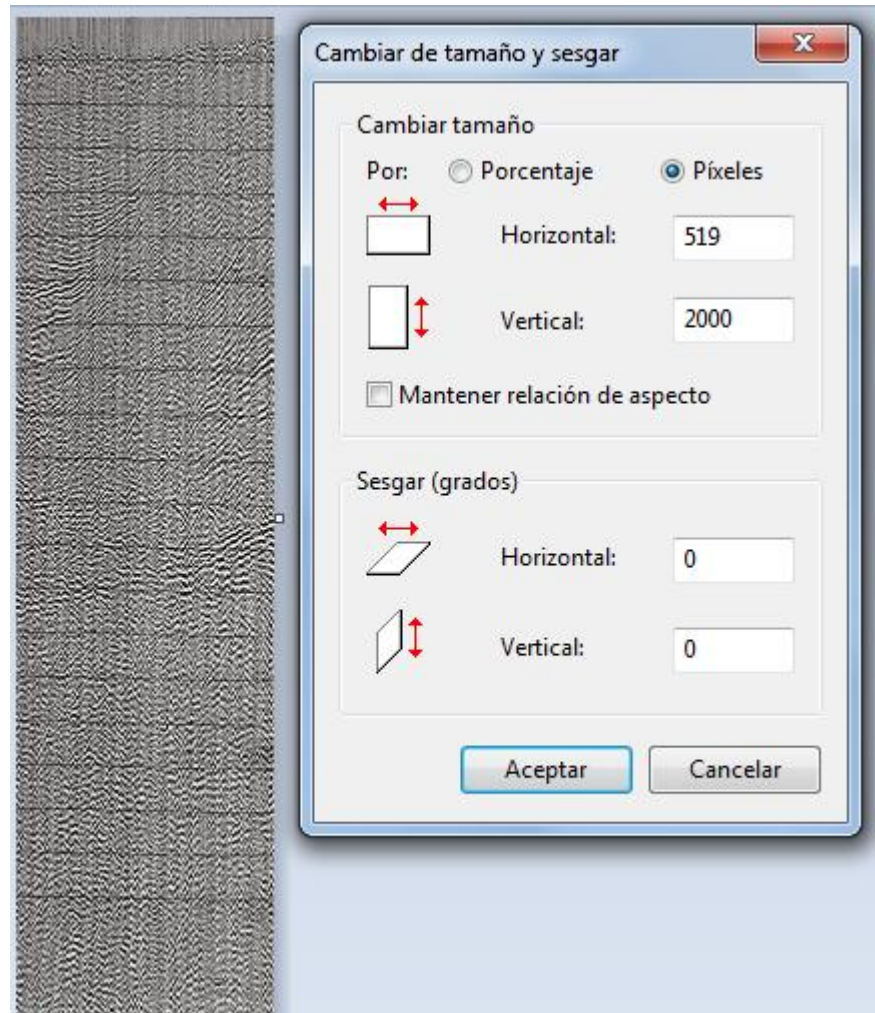 Cambiar de tamaño y sesgar
Cambiar tamaño
Por: Porcentaje Píxeles
Horizontal: 519
Vertical: 2000
Mantener relación de aspecto
Sesgar (grados)
Horizontal: 0
Vertical: 0
Aceptar Cancelar